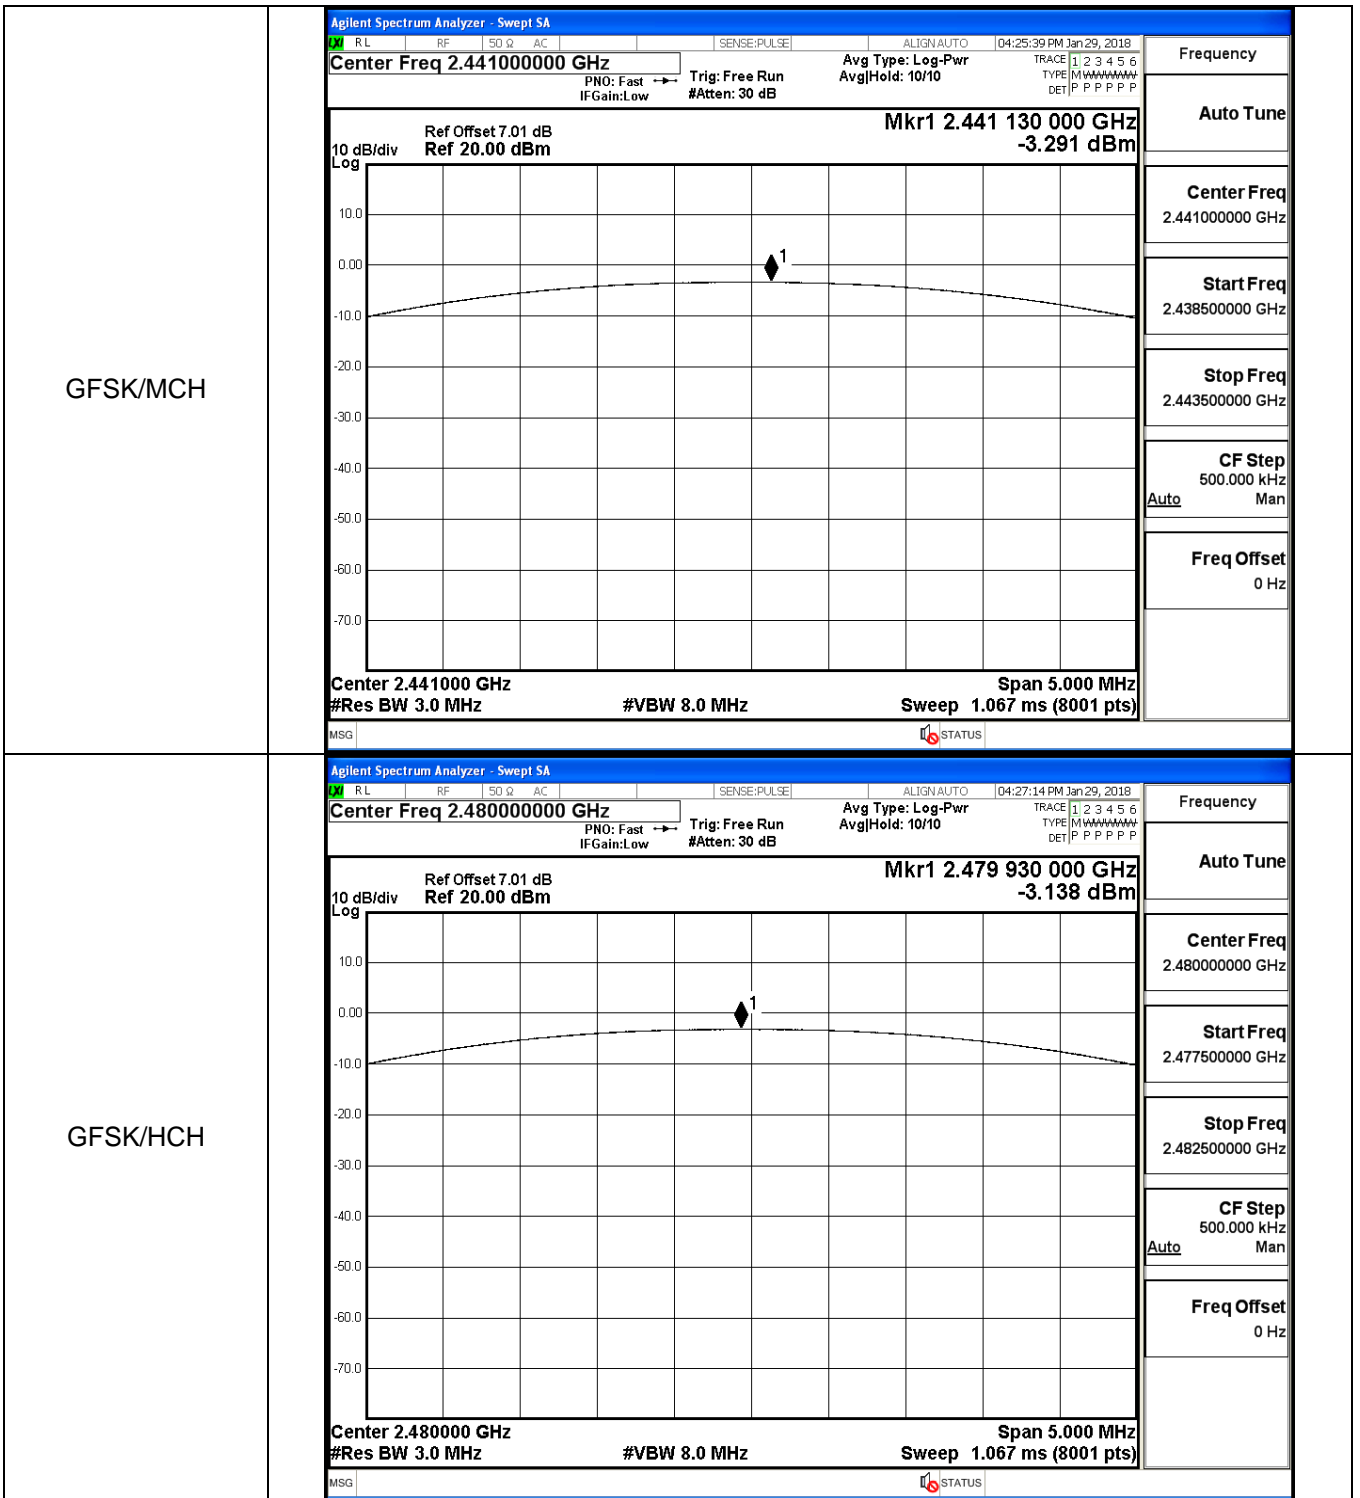 GFSK/MCH
Agilent Spectrum Analyzer - Swept SA
LXI RL RF 50 Ω AC SENSE:PULSE ALIGN AUTO 04:25:39 PM Jan 29, 2018
Center Freq 2.441000000 GHz
PNO: Fast
IFGain:Low
Trig: Free Run
#Atten: 30 dB
Avg Type: Log-Pwr
Avg|Hold: 10/10
TRACE 1 2 3 4 5 6
TYPE MWWWWW
DET P P P P P P
Frequency
Auto Tune
Mkr1 2.441 130 000 GHz
-3.291 dBm
Ref Offset 7.01 dB
10 dB/div Ref 20.00 dBm
Log
10.0
0.00
-10.0
-20.0
-30.0
-40.0
-50.0
-60.0
-70.0
1
Center Freq
2.441000000 GHz
Start Freq
2.438500000 GHz
Stop Freq
2.443500000 GHz
CF Step
500.000 kHz
Auto Man
Freq Offset
0 Hz
Center 2.441000 GHz Span 5.000 MHz
#Res BW 3.0 MHz #VBW 8.0 MHz Sweep 1.067 ms (8001 pts)
MSG STATUS
GFSK/HCH
Agilent Spectrum Analyzer - Swept SA
LXI RL RF 50 Ω AC SENSE:PULSE ALIGN AUTO 04:27:14 PM Jan 29, 2018
Center Freq 2.480000000 GHz
PNO: Fast
IFGain:Low
Trig: Free Run
#Atten: 30 dB
Avg Type: Log-Pwr
Avg|Hold: 10/10
TRACE 1 2 3 4 5 6
TYPE MWWWWW
DET P P P P P P
Frequency
Auto Tune
Mkr1 2.479 930 000 GHz
-3.138 dBm
Ref Offset 7.01 dB
10 dB/div Ref 20.00 dBm
Log
10.0
0.00
-10.0
-20.0
-30.0
-40.0
-50.0
-60.0
-70.0
1
Center Freq
2.480000000 GHz
Start Freq
2.477500000 GHz
Stop Freq
2.482500000 GHz
CF Step
500.000 kHz
Auto Man
Freq Offset
0 Hz
Center 2.480000 GHz Span 5.000 MHz
#Res BW 3.0 MHz #VBW 8.0 MHz Sweep 1.067 ms (8001 pts)
MSG STATUS